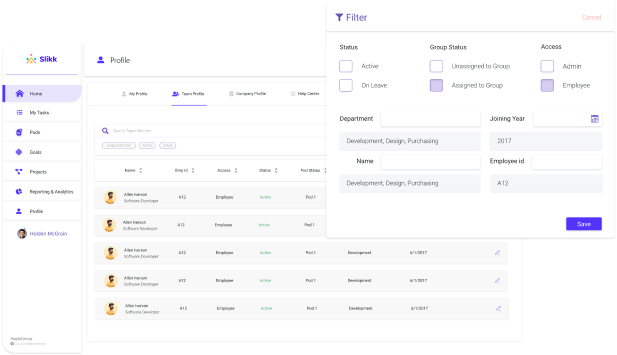 Slikk
Home
My Tasks
Pods
Goals
Projects
Reporting & Analytics
Profile
Holden McGroin
Profile
My Profile
Team Profile
Company Profile
Help Center
Search Team Member
Name
Emp Id
Access
Status
Pod Status
Allen Iverson
Software Developer
A12
Employee
Active
Pod 1
Allen Iverson
Software Developer
A12
Employee
Active
Pod 1
Allen Iverson
Software Developer
A12
Employee
Active
Pod 1
Development
6/1/2017
Allen Iverson
Software Developer
A12
Employee
Active
Pod 1
Development
6/1/2017
Allen Iverson
Software Developer
A12
Employee
Active
Pod 1
Development
6/1/2017
Filter
Cancel
Status
Group Status
Access
Active
Unassigned to Group
Admin
On Leave
Assigned to Group
Employee
Department
Joining Year
Development, Design, Purchasing
2017
Name
Employee id
Development, Design, Purchasing
A12
Save